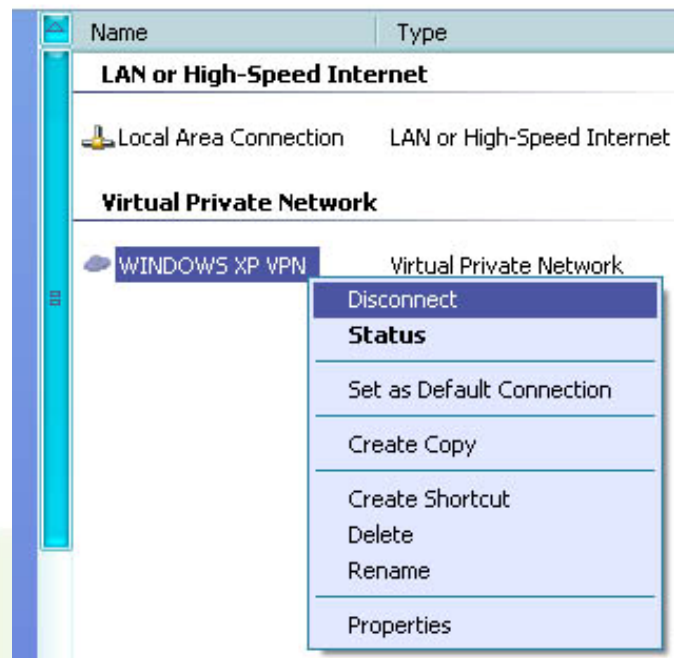 Name Type
LAN or High-Speed Internet
Local Area Connection LAN or High-Speed Internet
Virtual Private Network
WINDOWS XP VPN Virtual Private Network
Disconnect
Status
Set as Default Connection
Create Copy
Create Shortcut
Delete
Rename
Properties